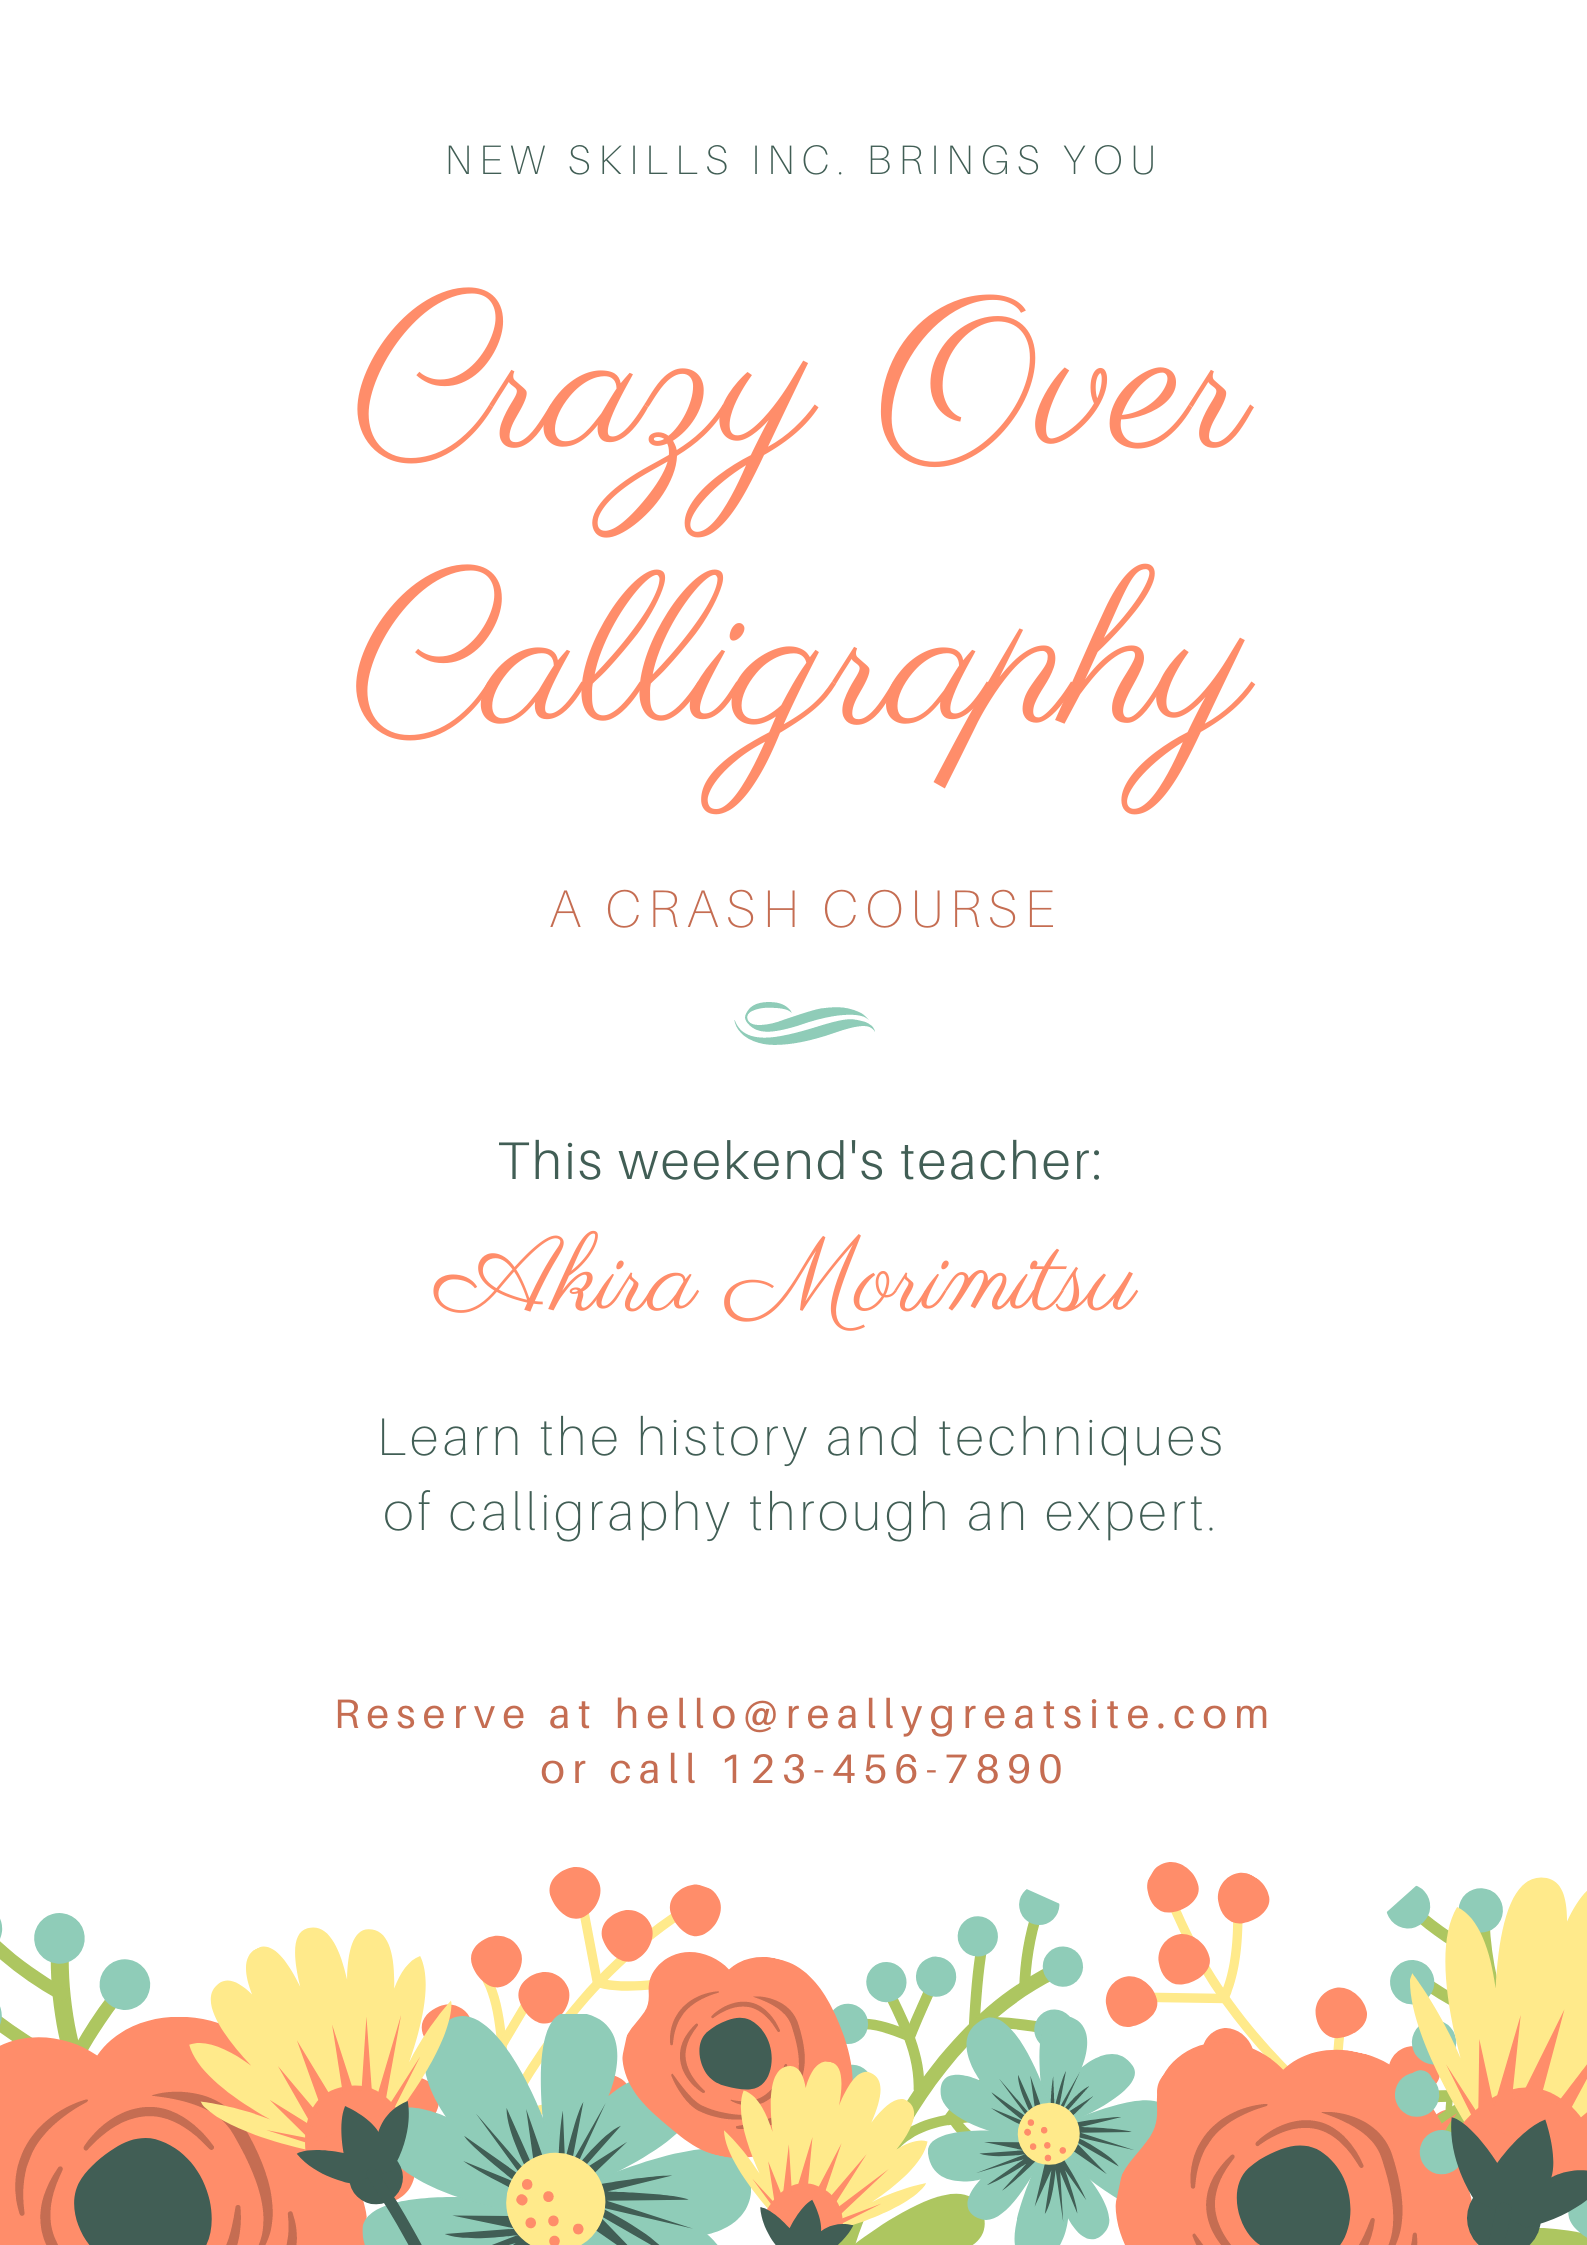 NEW SKILLS INC. BRINGS YOU
Crazy Over
Calligraphy
A CRASH COURSE
This weekend's teacher:
Akira Morimitsu
Learn the history and techniques
of calligraphy through an expert.
Reserve at hello@reallygreatsite.com
or call 123-456-7890